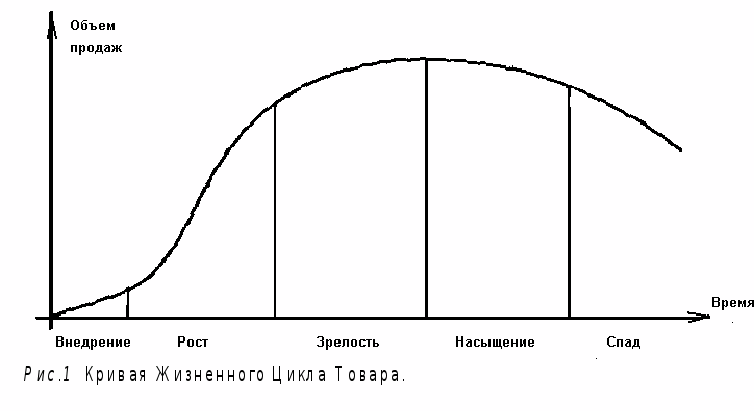 Объем
продаж
Время
Внедрение Рост Зрелость Насыщение Спад
Рис.1 Кривая Жизненного Цикла Товара.